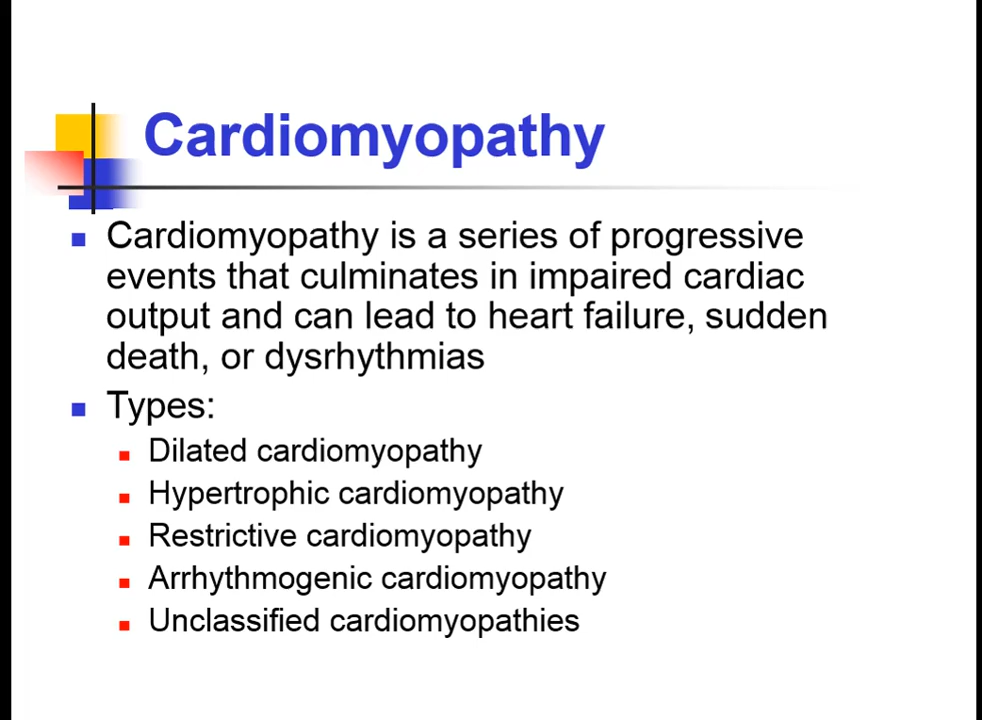 Cardiomyopathy
Cardiomyopathy is a series of progressive
events that culminates in impaired cardiac
output and can lead to heart failure, sudden
death, or dysrhythmias
Types:
Dilated cardiomyopathy
Hypertrophic cardiomyopathy
Restrictive cardiomyopathy
Arrhythmogenic cardiomyopathy
Unclassified cardiomyopathies